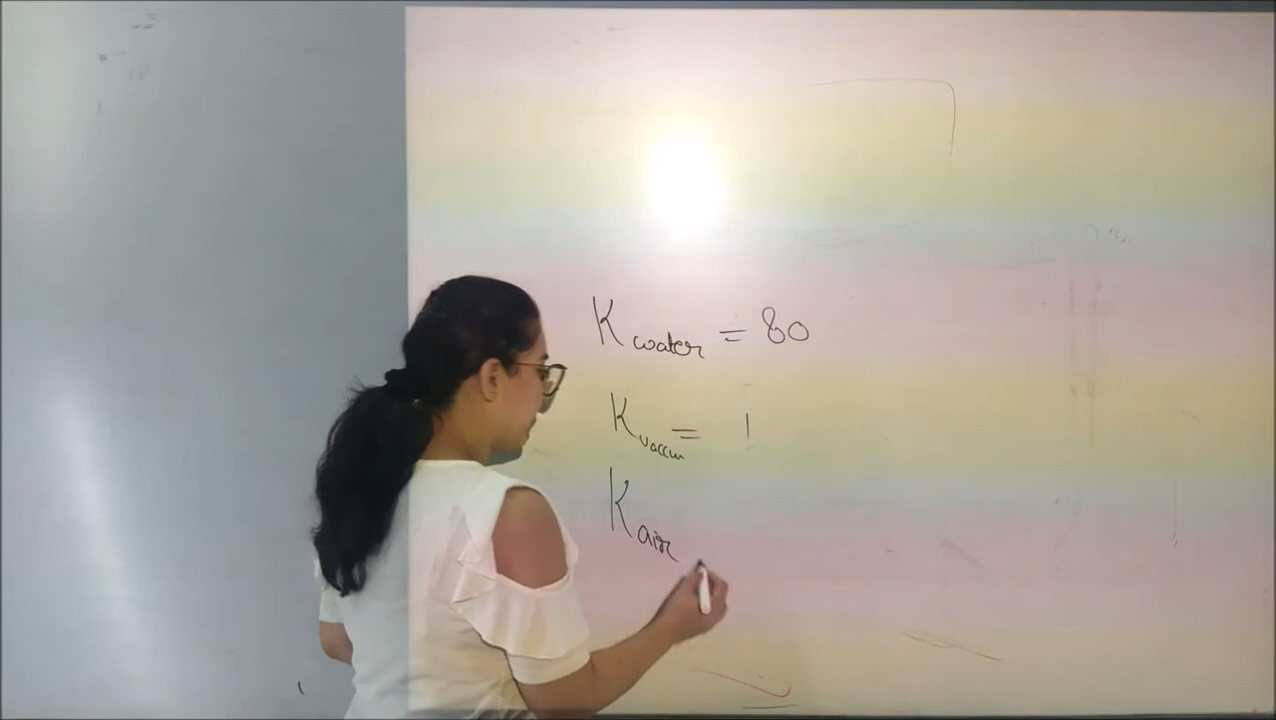 K water = 80
K vaccum = 1
K air